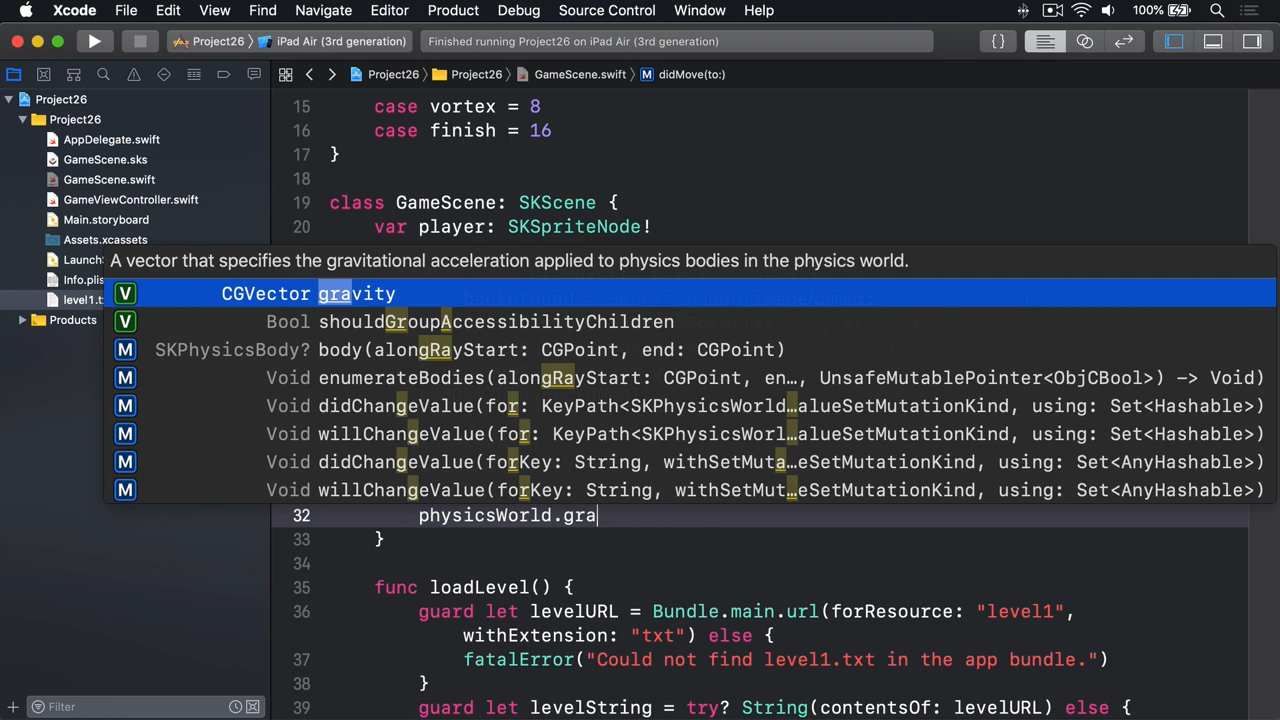 Xcode File Edit View Find Navigate Editor Product Debug Source Control Window Help 100%
Project26 iPad Air (3rd generation) Finished running Project26 on iPad Air (3rd generation)
Project26 Project26 GameScene.swift M didMove(to:)
Project26
Project26
AppDelegate.swift
GameScene.sks
GameScene.swift
GameViewController.swift
Main.storyboard
Assets.xcassets
Launch
Info.plis
level1.t
Products
Filter
15 case vortex = 8
16 case finish = 16
17 }
18
19 class GameScene: SKScene {
20 var player: SKSpriteNode!
A vector that specifies the gravitational acceleration applied to physics bodies in the physics world.
V CGVector gravity
V Bool shouldGroupAccessibilityChildren
M SKPhysicsBody? body(alongRayStart: CGPoint, end: CGPoint)
M Void enumerateBodies(alongRayStart: CGPoint, en…, UnsafeMutablePointer<ObjCBool>) -> Void)
M Void didChangeValue(for: KeyPath<SKPhysicsWorld…alueSetMutationKind, using: Set<Hashable>)
M Void willChangeValue(for: KeyPath<SKPhysicsWorl…alueSetMutationKind, using: Set<Hashable>)
M Void didChangeValue(forKey: String, withSetMuta…eSetMutationKind, using: Set<AnyHashable>)
M Void willChangeValue(forKey: String, withSetMut…eSetMutationKind, using: Set<AnyHashable>)
32 physicsWorld.gra
33 }
34
35 func loadLevel() {
36 guard let levelURL = Bundle.main.url(forResource: "level1",
withExtension: "txt") else {
37 fatalError("Could not find level1.txt in the app bundle.")
38 }
39 guard let levelString = try? String(contentsOf: levelURL) else {